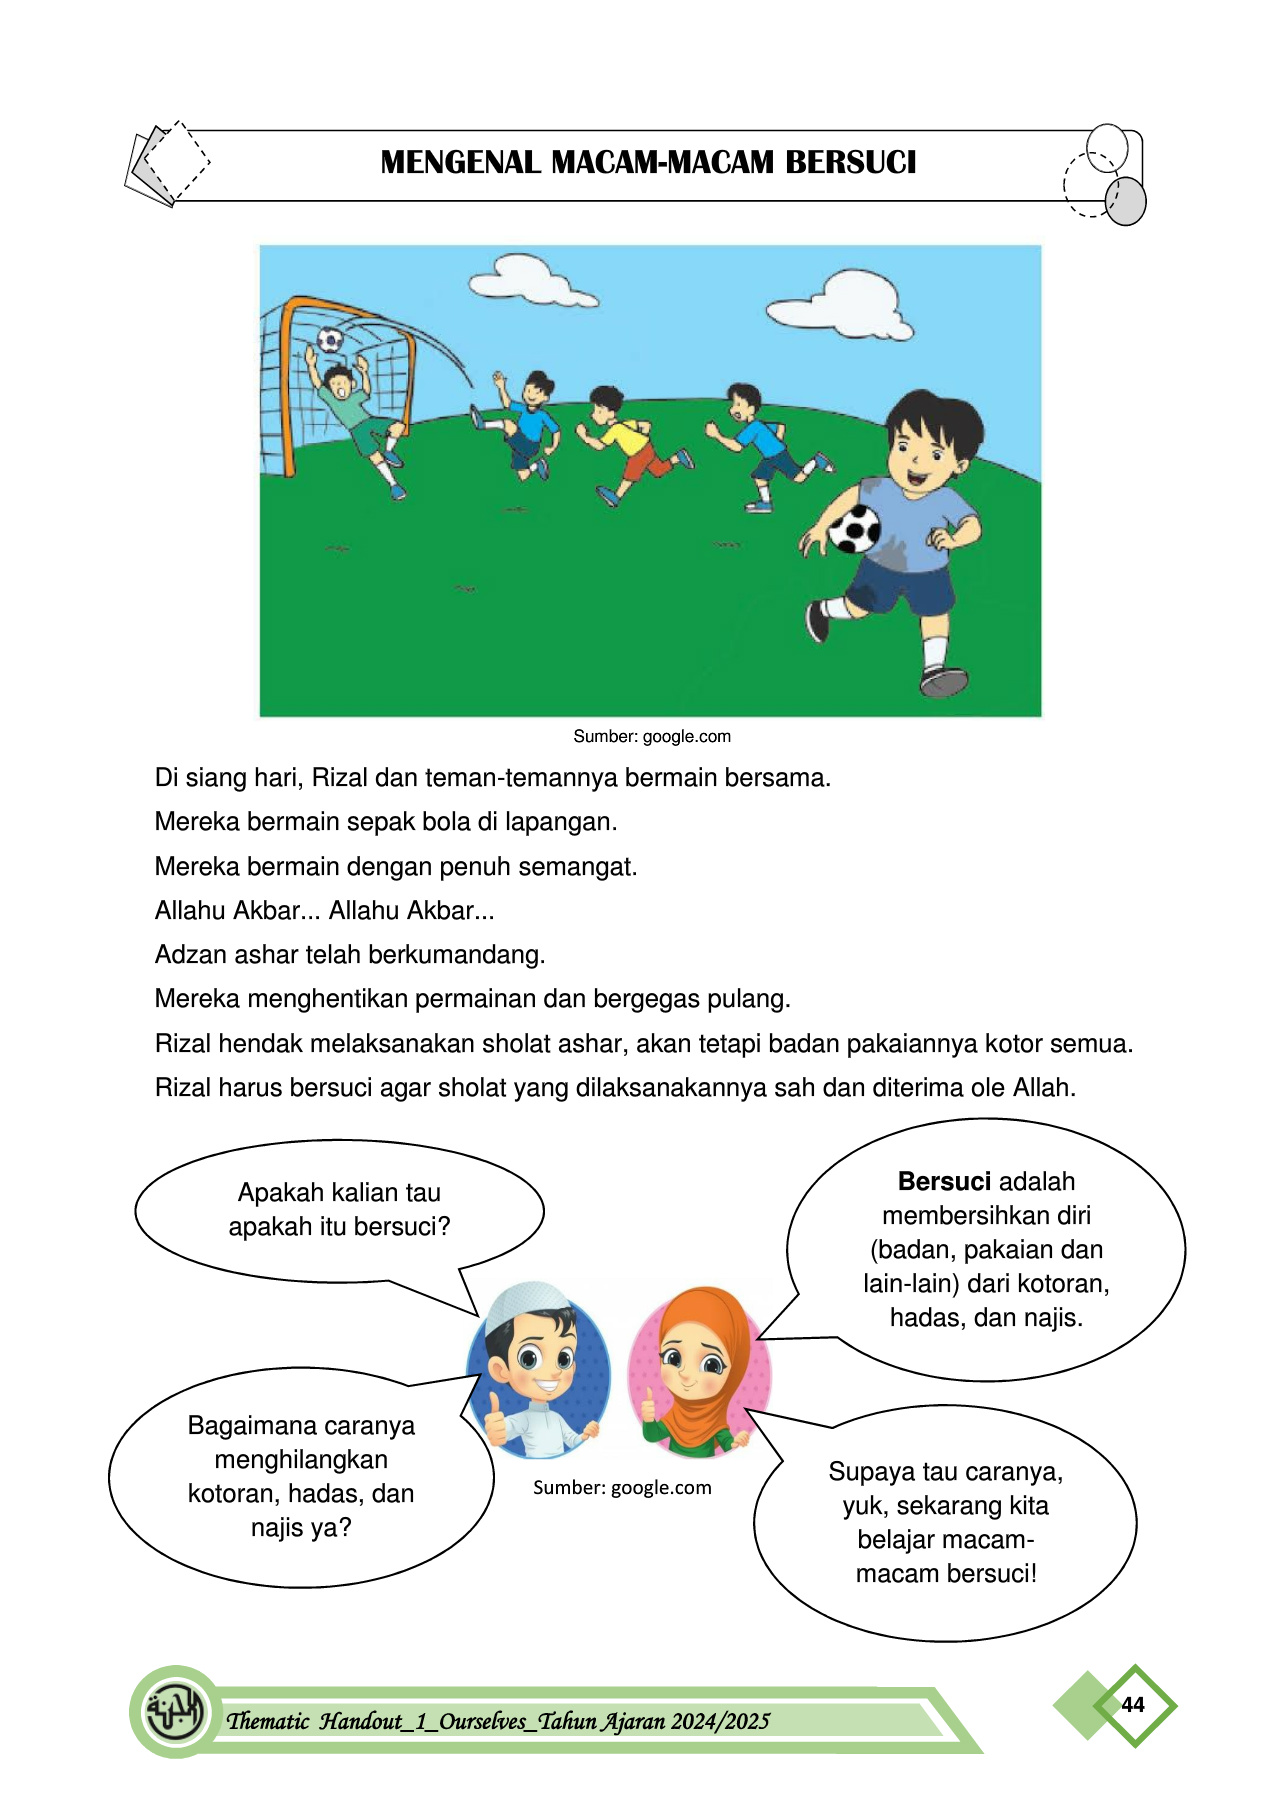 MENGENAL MACAM-MACAM BERSUCI
Sumber: google.com
Di siang hari, Rizal dan teman-temannya bermain bersama.
Mereka bermain sepak bola di lapangan.
Mereka bermain dengan penuh semangat.
Allahu Akbar... Allahu Akbar...
Adzan ashar telah berkumandang.
Mereka menghentikan permainan dan bergegas pulang.
Rizal hendak melaksanakan sholat ashar, akan tetapi badan pakaiannya kotor semua.
Rizal harus bersuci agar sholat yang dilaksanakannya sah dan diterima ole Allah.
Apakah kalian tau
apakah itu bersuci?
Bersuci adalah
membersihkan diri
(badan, pakaian dan
lain-lain) dari kotoran,
hadas, dan najis.
Bagaimana caranya
menghilangkan
kotoran, hadas, dan
najis ya?
Sumber: google.com
Supaya tau caranya,
yuk, sekarang kita
belajar macam-
macam bersuci!
Thematic Handout_1_Ourselves_Tahun Ajaran 2024/2025
44